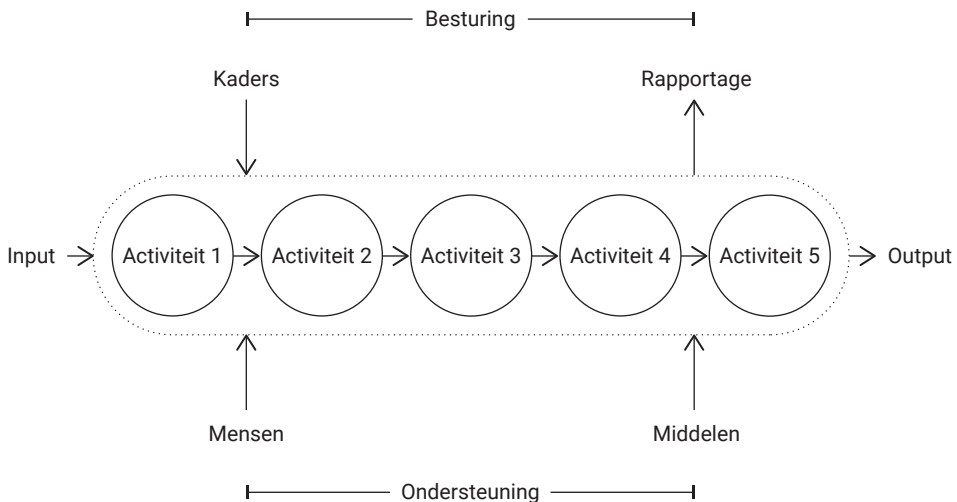 Besturing
Kaders
Rapportage
Input
Activiteit 1
Activiteit 2
Activiteit 3
Activiteit 4
Activiteit 5
Output
Mensen
Middelen
Ondersteuning